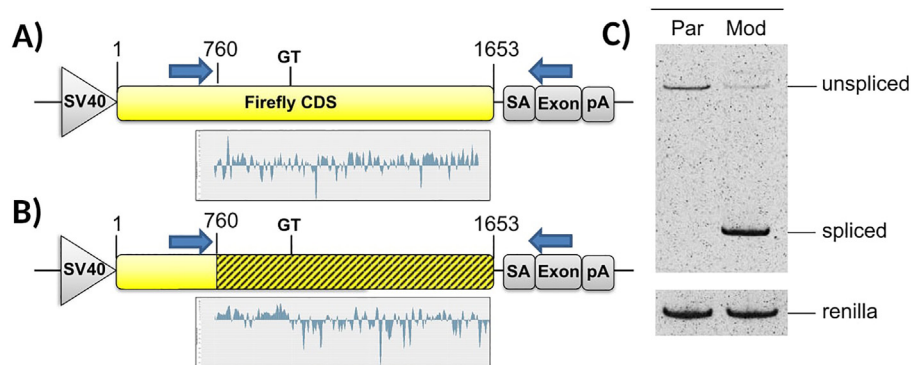 A)
1
760
GT
1653
SV40
Firefly CDS
SA
Exon
pA
B)
1
760
GT
1653
SV40
SA
Exon
pA
C)
Par
Mod
unspliced
spliced
renilla